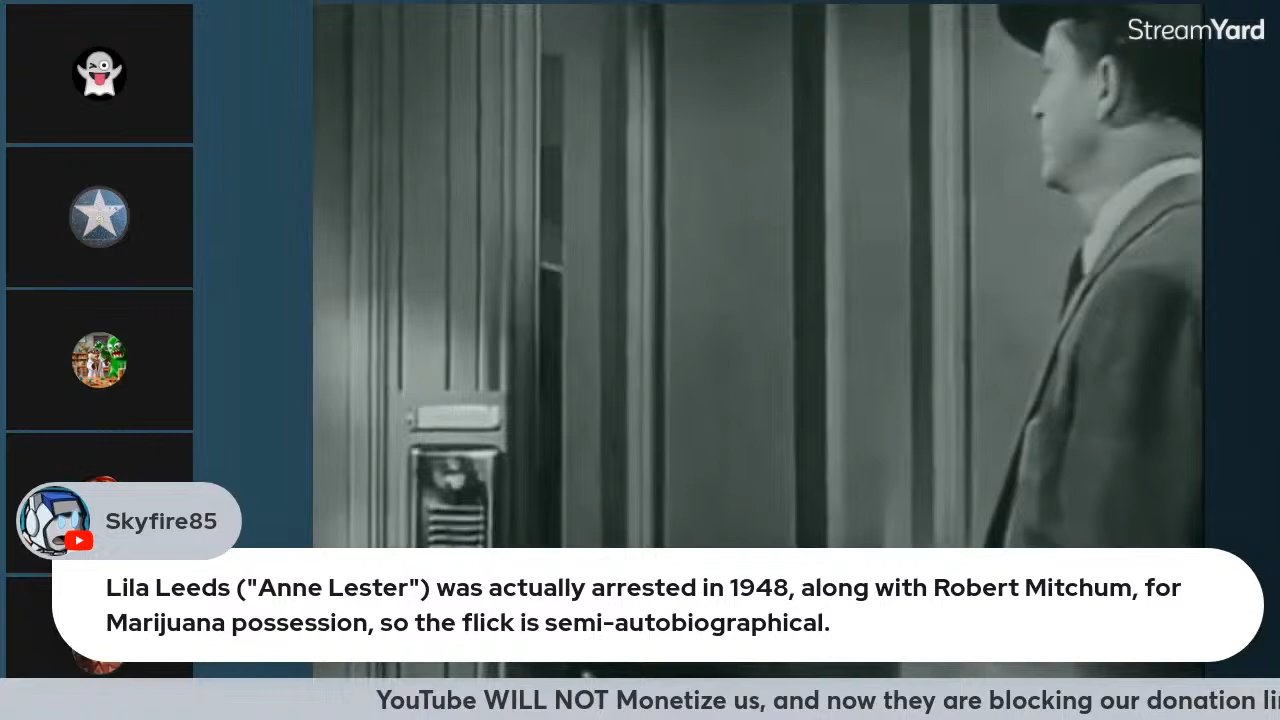 StreamYard
Skyfire85
Lila Leeds ("Anne Lester") was actually arrested in 1948, along with Robert Mitchum, for
Marijuana possession, so the flick is semi-autobiographical.
YouTube WILL NOT Monetize us, and now they are blocking our donation